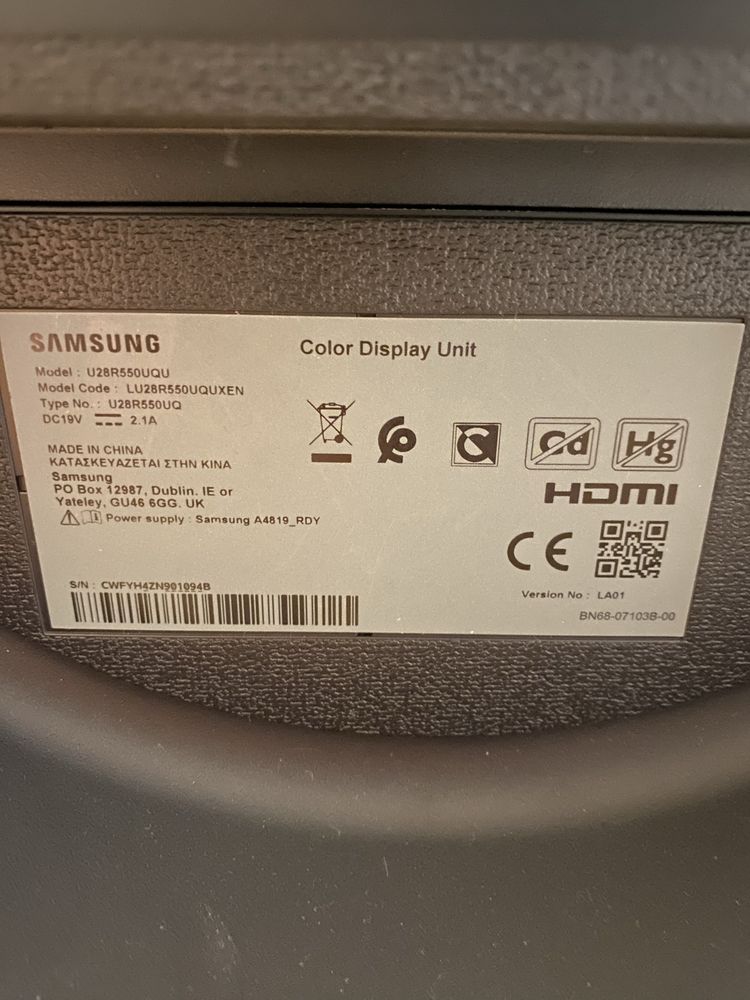 SAMSUNG
Color Display Unit
Model : U28R550UQU
Model Code : LU28R550UQUXEN
Type No. : U28R550UQ
DC19V 2.1A
MADE IN CHINA
ΚΑΤΑΣΚΕΥΑΖΕΤΑΙ ΣΤΗΝ ΚΙΝΑ
Samsung
PO Box 12987, Dublin. IE or
Yateley, GU46 6GG. UK
Power supply : Samsung A4819_RDY
Cd
Hg
HDMI
CE
S/N : CWFYH4ZN901094B
Version No : LA01
BN68-07103B-00